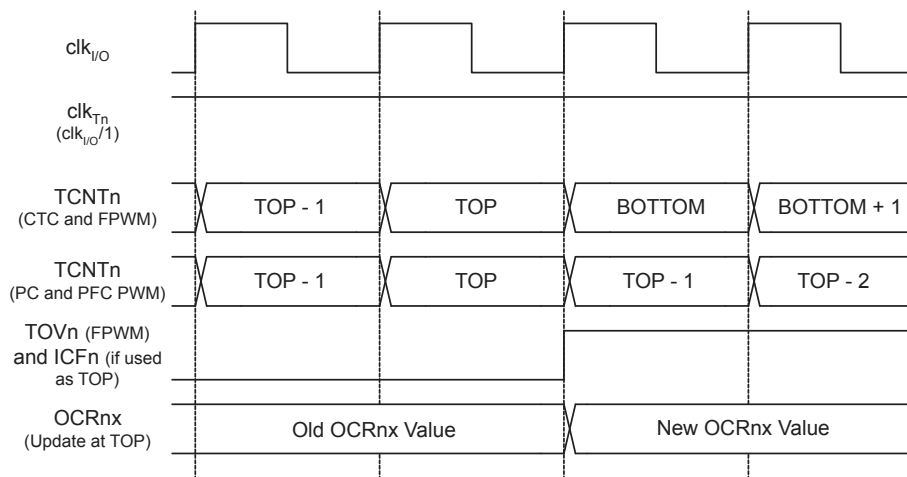 clkI/O
clkTn
(clkI/O/1)
TCNTn
(CTC and FPWM)
TOP - 1
TOP
BOTTOM
BOTTOM + 1
TCNTn
(PC and PFC PWM)
TOP - 1
TOP
TOP - 1
TOP - 2
TOVn (FPWM)
and ICFn (if used
as TOP)
OCRnx
(Update at TOP)
Old OCRnx Value
New OCRnx Value